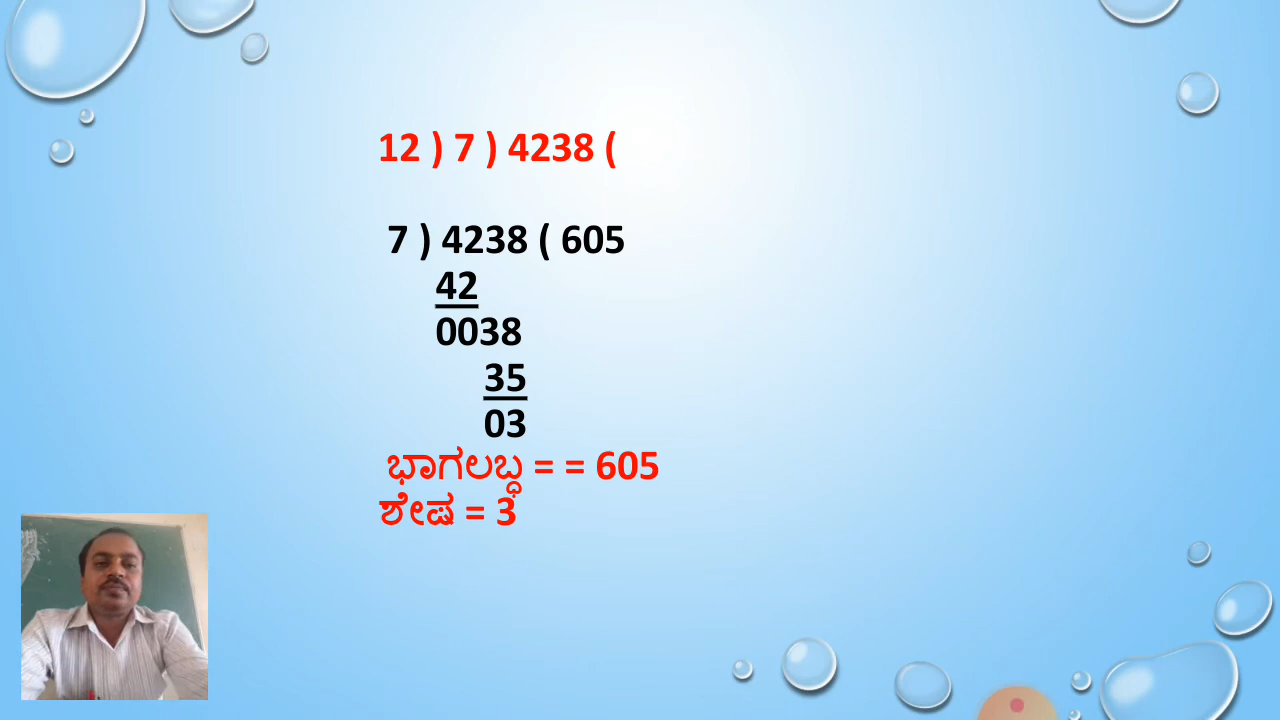 12 ) 7 ) 4238 (
7 ) 4238 ( 605
42
0038
35
03
ಭಾಗಲಬ್ಧ = = 605
ಶೇಷ = 3